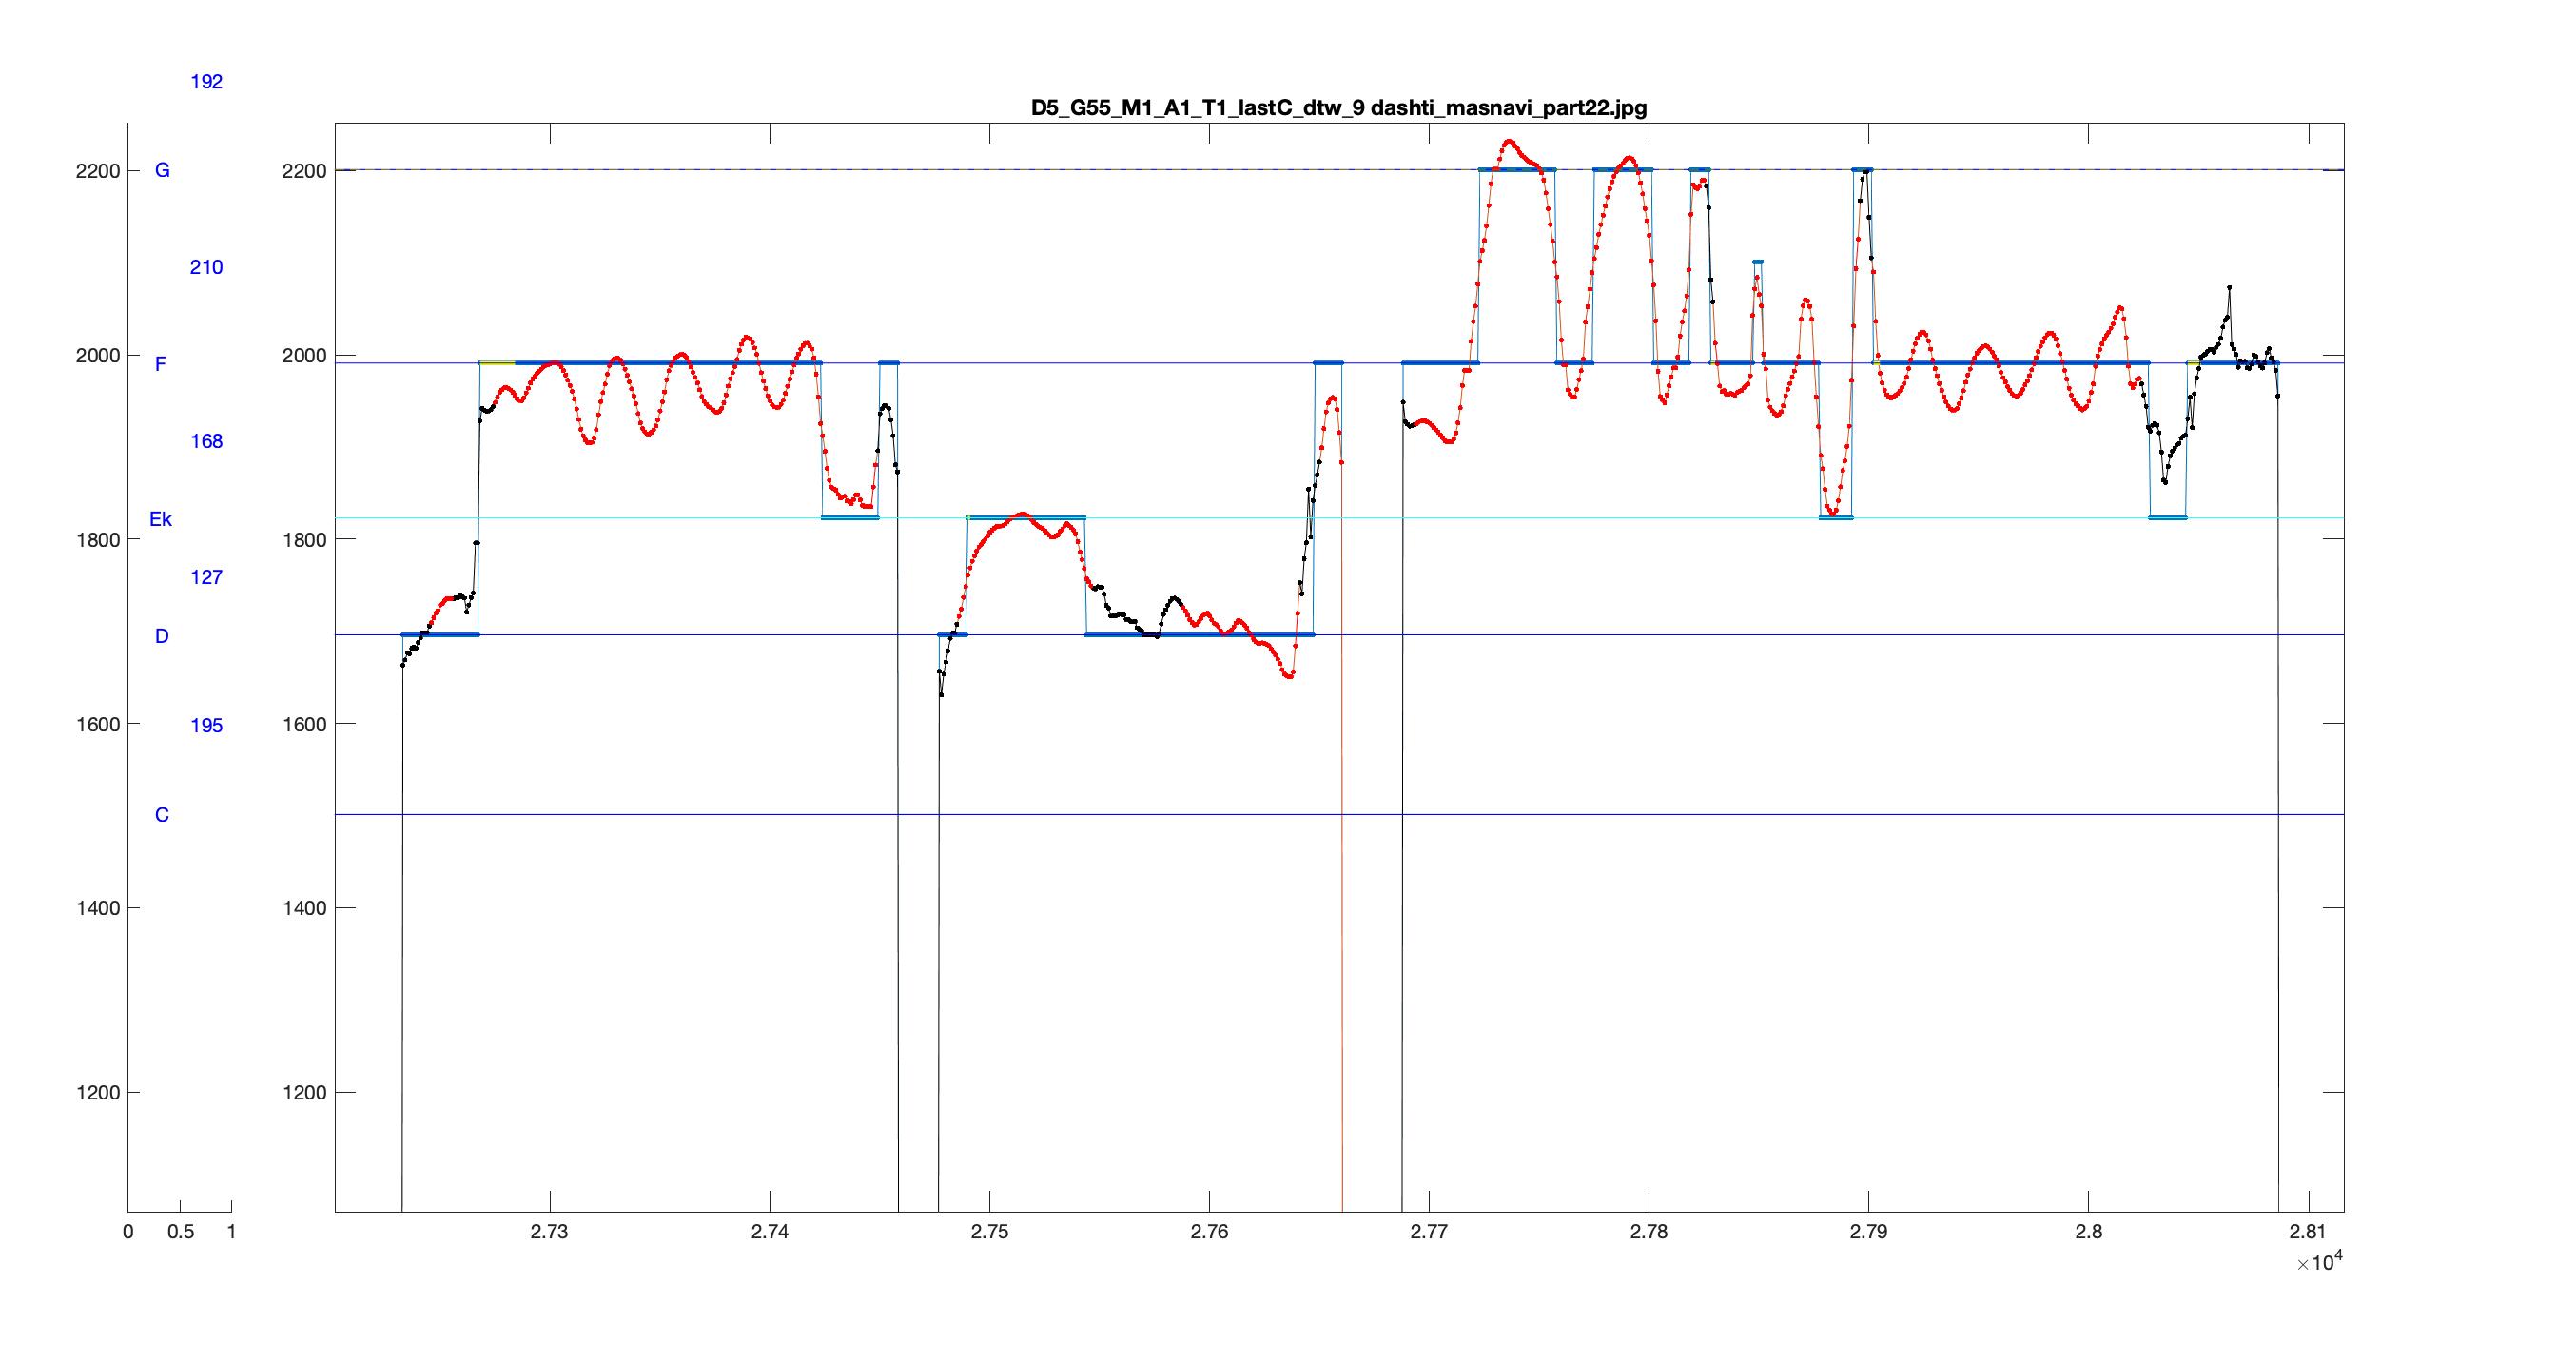 192
D5_G55_M1_A1_T1_lastC_dtw_9 dashti_masnavi_part22.jpg
2200 G 2200
210
2000 F 2000
168
Ek
1800 1800
127
D
1600 195 1600
C
1400 1400
1200 1200
0 0.5 1 2.73 2.74 2.75 2.76 2.77 2.78 2.79 2.8 2.81
×10^4